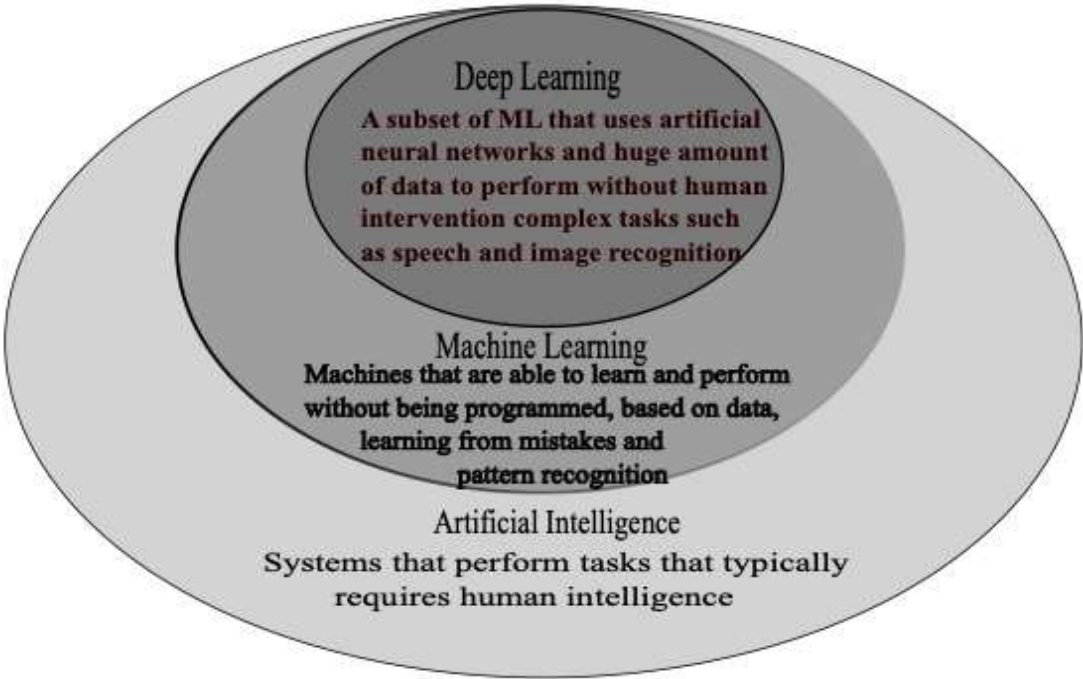 Deep Learning
A subset of ML that uses artificial
neural networks and huge amount
of data to perform without human
intervention complex tasks such
as speech and image recognition
Machine Learning
Machines that are able to learn and perform
without being programmed, based on data,
learning from mistakes and
pattern recognition
Artificial Intelligence
Systems that perform tasks that typically
requires human intelligence